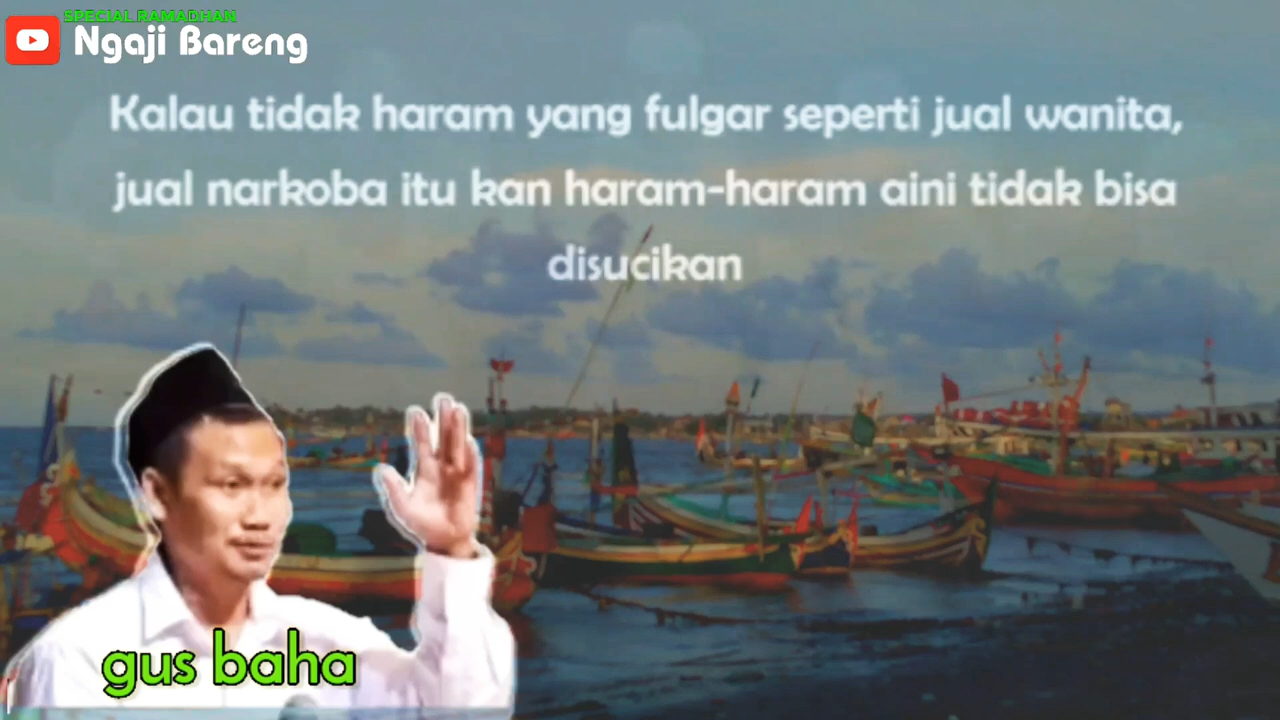 SPECIAL RAMADHAN
Ngaji Bareng
Kalau tidak haram yang fulgar seperti jual wanita,
jual narkoba itu kan haram-haram aini tidak bisa
disucikan
gus baha